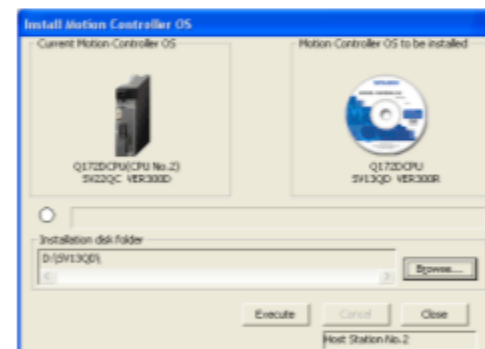 Install Motion Controller OS
Current Motion Controller OS
Motion Controller OS to be installed
Q172DCPU(CPU No.2)
SV22QC VER300D
Q172DCPU
SV13QD VER300R
Installation disk folder
D:\SV13QD\
Browse...
Execute
Cancel
Close
Host Station No.2